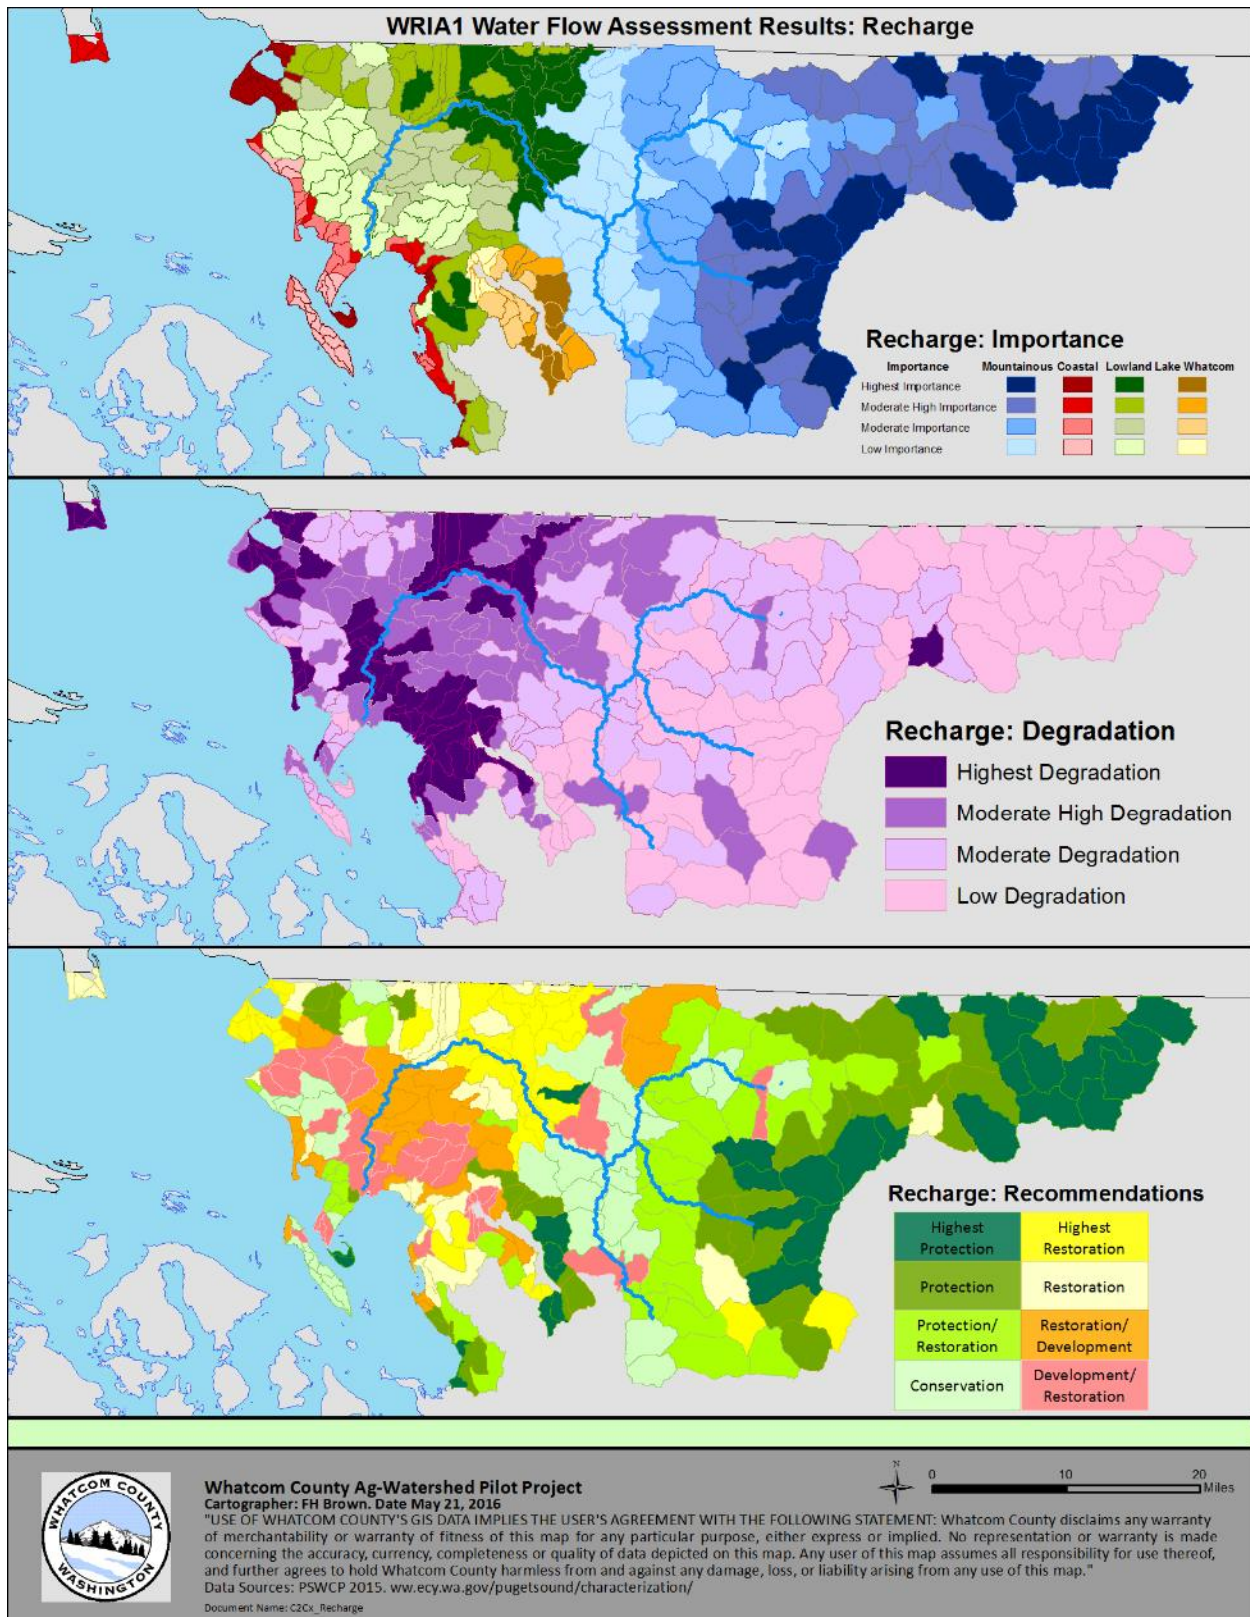 WRIA1 Water Flow Assessment Results: Recharge
Recharge: Importance
Importance Mountainous Coastal Lowland Lake Whatcom
Highest Importance
Moderate High Importance
Moderate Importance
Low Importance
Recharge: Degradation
Highest Degradation
Moderate High Degradation
Moderate Degradation
Low Degradation
Recharge: Recommendations
Highest Protection
Highest Restoration
Protection
Restoration
Protection/ Restoration
Restoration/ Development
Conservation
Development/ Restoration
WHATCOM COUNTY
WASHINGTON
Whatcom County Ag-Watershed Pilot Project
Cartographer: FH Brown. Date May 21, 2016
"USE OF WHATCOM COUNTY'S GIS DATA IMPLIES THE USER'S AGREEMENT WITH THE FOLLOWING STATEMENT: Whatcom County disclaims any warranty
of merchantability or warranty of fitness of this map for any particular purpose, either express or implied. No representation or warranty is made
concerning the accuracy, currency, completeness or quality of data depicted on this map. Any user of this map assumes all responsibility for use thereof,
and further agrees to hold Whatcom County harmless from and against any damage, loss, or liability arising from any use of this map."
Data Sources: PSWCP 2015. ww.ecy.wa.gov/pugetsound/characterization/
Document Name: C2Cx_Recharge
N
0 10 20
Miles